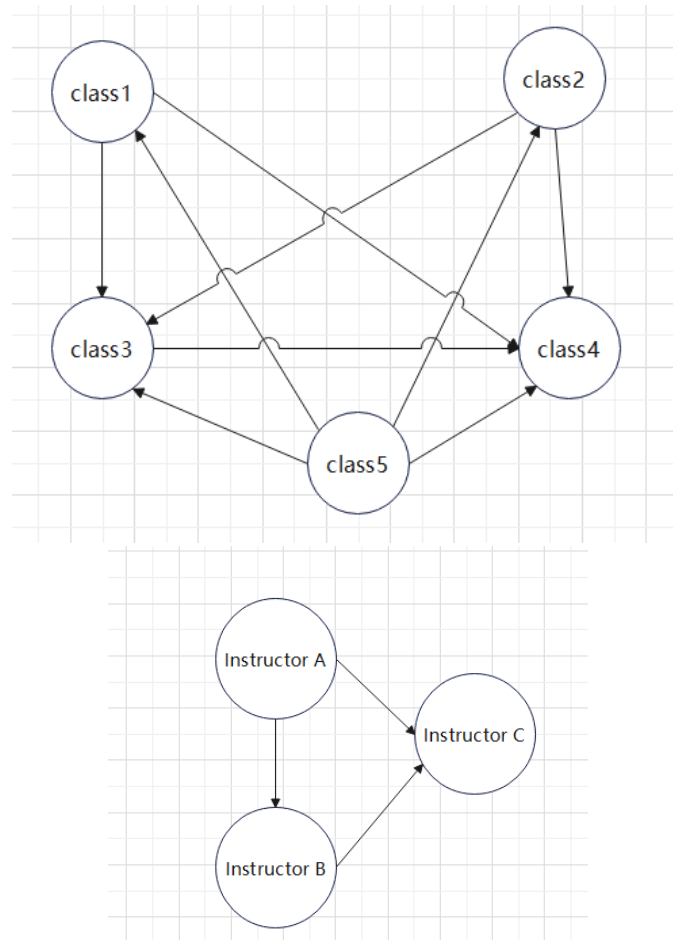 class1
class2
class3
class4
class5
Instructor A
Instructor C
Instructor B